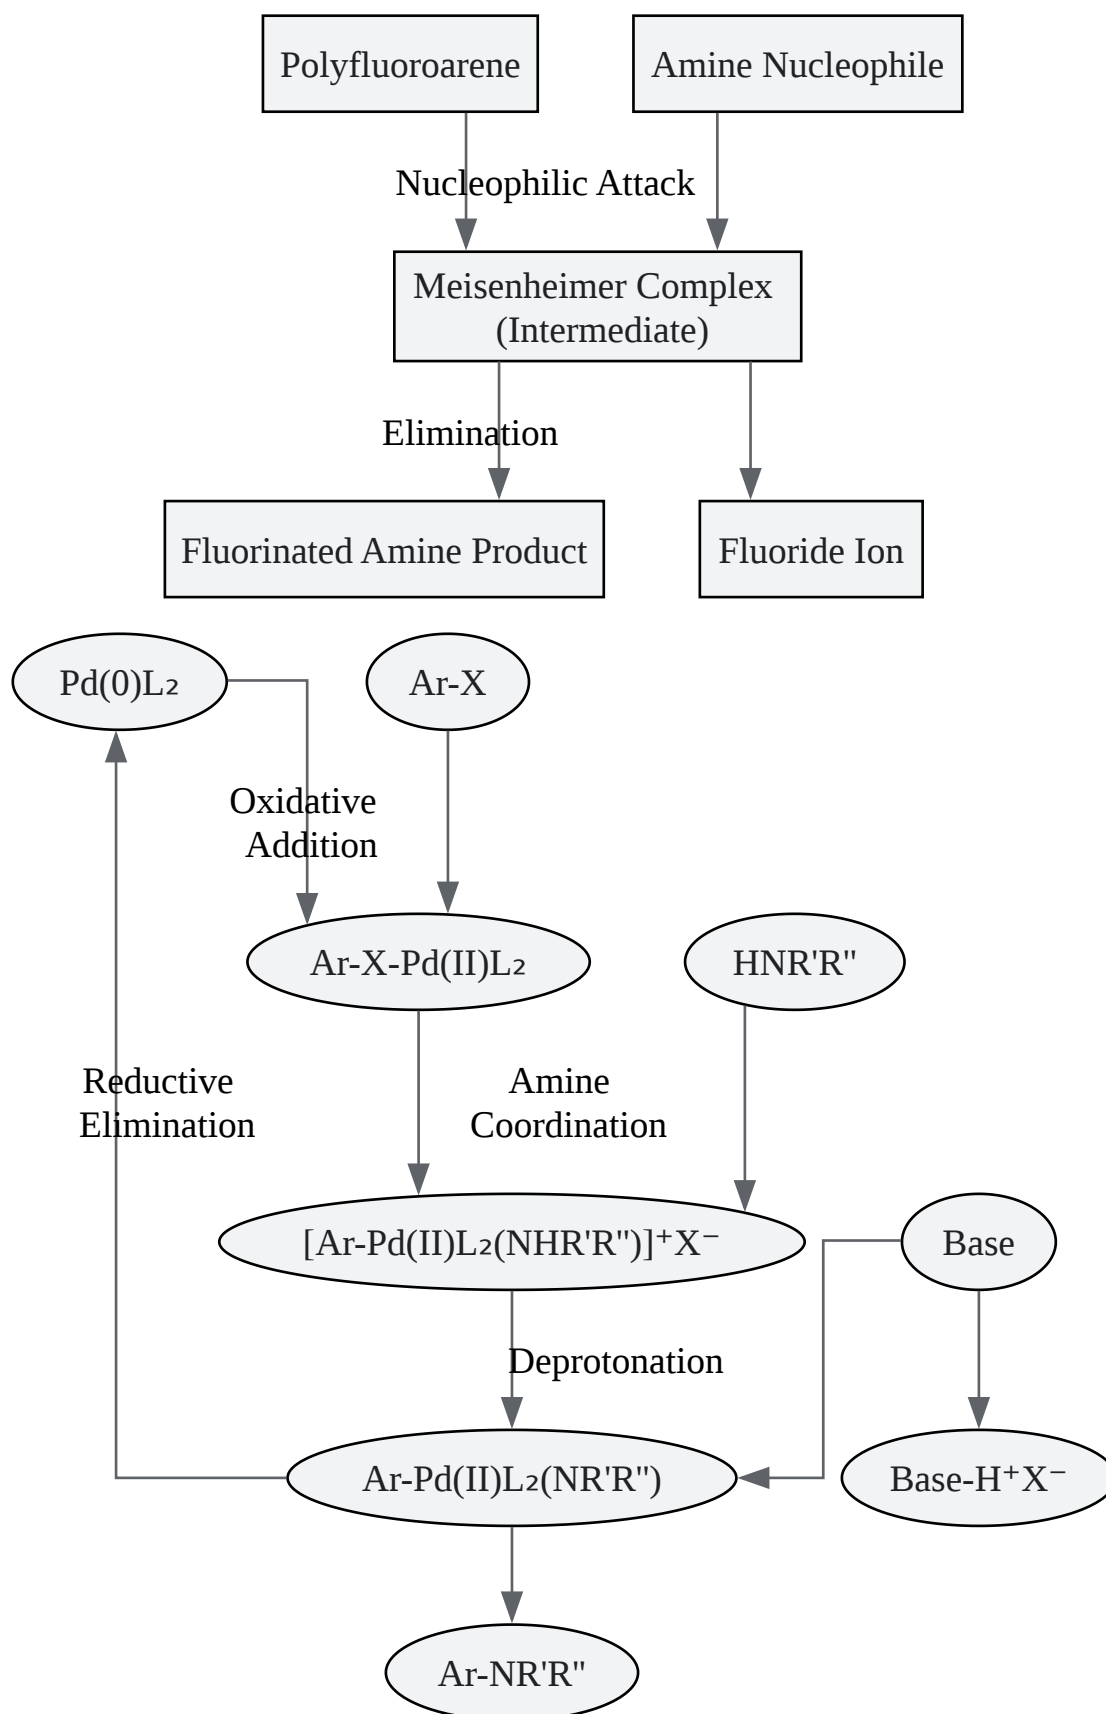 Polyfluoroarene
Amine Nucleophile
Nucleophilic Attack
Meisenheimer Complex
(Intermediate)
Elimination
Fluorinated Amine Product
Fluoride Ion
Pd(0)L₂
Ar-X
Oxidative
Addition
Ar-X-Pd(II)L₂
HNR'R"
Reductive
Elimination
Amine
Coordination
[Ar-Pd(II)L₂(NHR'R")]⁺X⁻
Base
Deprotonation
Ar-Pd(II)L₂(NR'R")
Base-H⁺X⁻
Ar-NR'R"